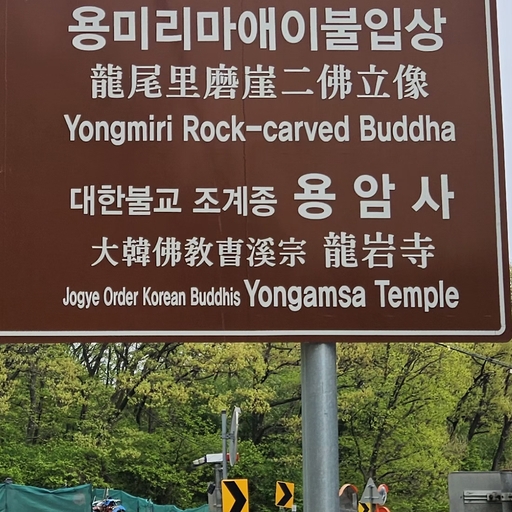 용미리마애이불입상
龍尾里磨崖二佛立像
Yongmiri Rock-carved Buddha
대한불교 조계종 용암사
大韓佛敎曺溪宗 龍岩寺
Jogye Order Korean Buddhis Yongamsa Temple